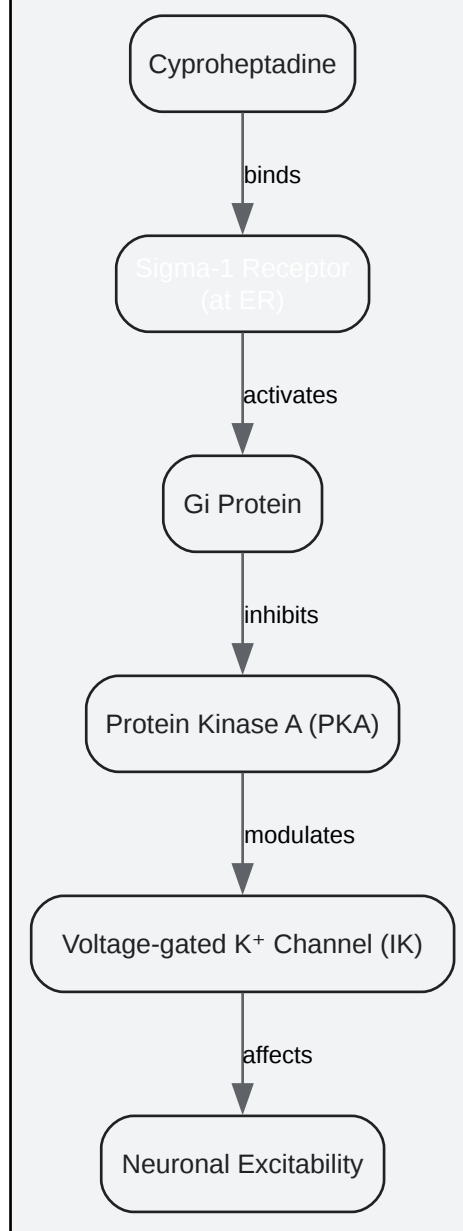 Cyproheptadine
binds
Sigma-1 Receptor
(at ER)
activates
Gi Protein
inhibits
Protein Kinase A (PKA)
modulates
Voltage-gated K⁺ Channel (IK)
affects
Neuronal Excitability